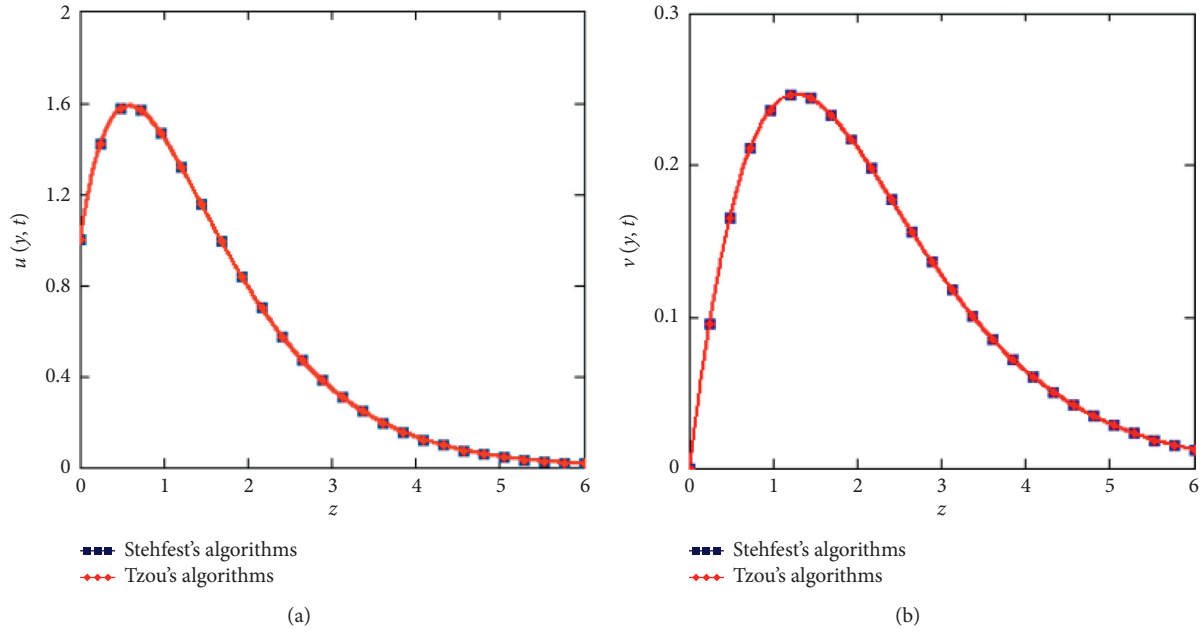 2
1.6
1.2
0.8
0.4
0
u (y, t)
0 1 2 3 4 5 6
z
Stehfest's algorithms
Tzou's algorithms
(a)
0.3
0.2
0.1
0
v (y, t)
0 1 2 3 4 5 6
z
Stehfest's algorithms
Tzou's algorithms
(b)